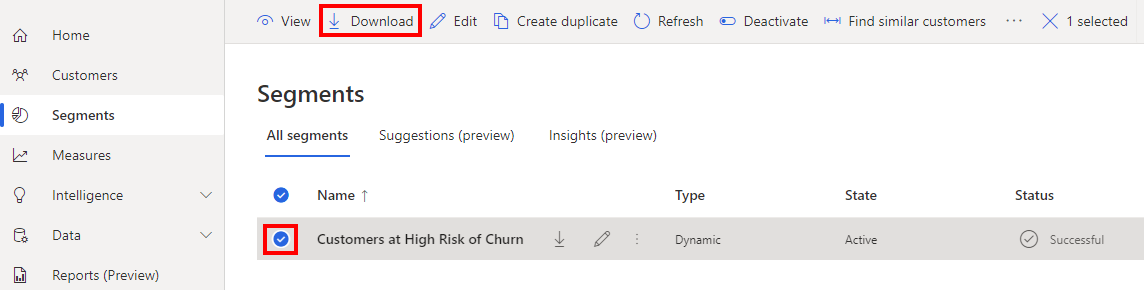 View Download Edit Create duplicate Refresh Deactivate Find similar customers ··· 1 selected
Home
Customers
Segments
Measures
Intelligence
Data
Reports (Preview)
Segments
All segments Suggestions (preview) Insights (preview)
Name ↑ Type State Status
Customers at High Risk of Churn Dynamic Active Successful